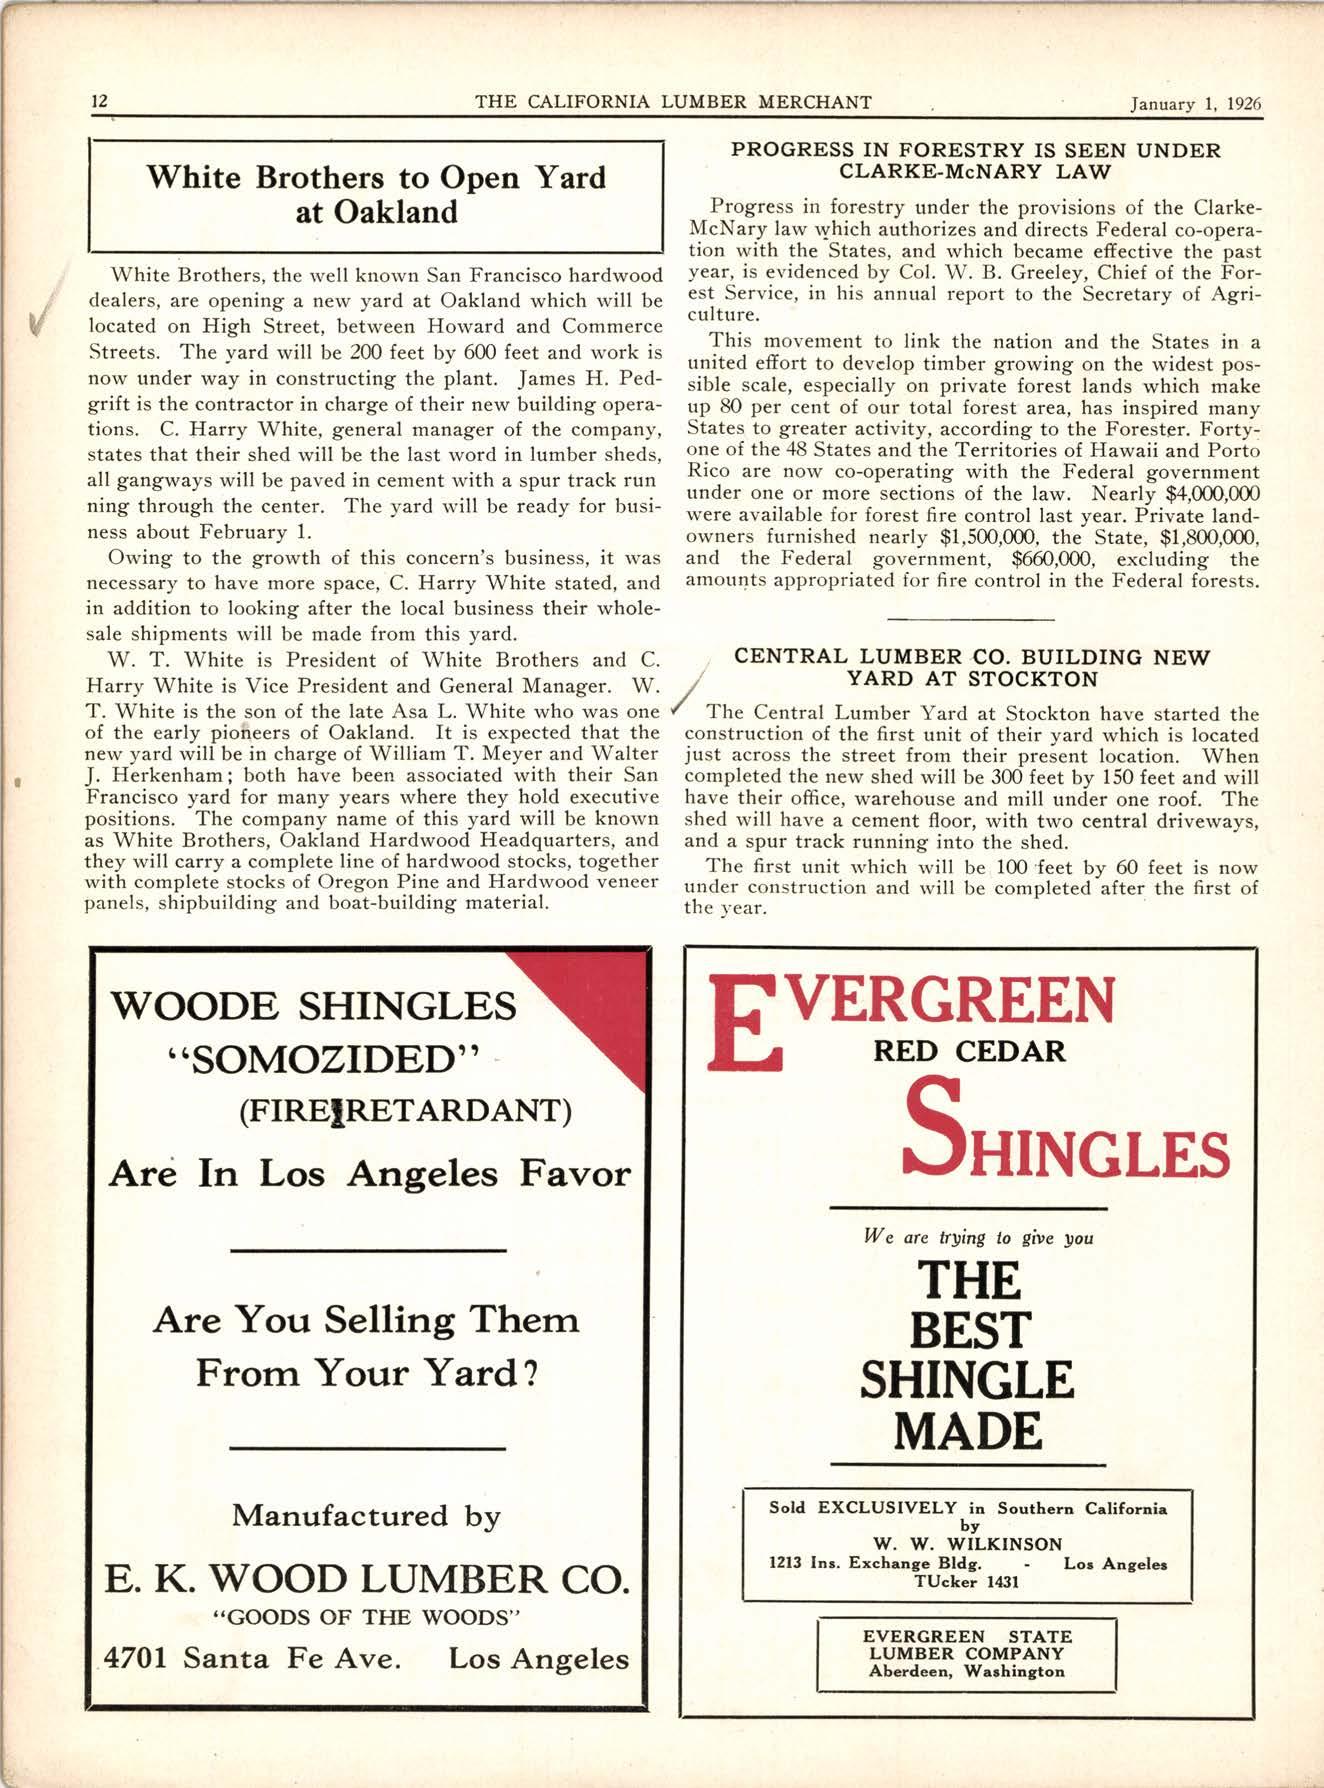 12
THE CALIFORNIA LUMBER MERCHANT
January 1, 1926
White Brothers to Open Yard
at Oakland
White Brothers, the well known San Francisco hardwood
dealers, are opening a new yard at Oakland which will be
located on High Street, between Howard and Commerce
Streets. The yard will be 200 feet by 600 feet and work is
now under way in constructing the plant. James H. Ped-
grift is the contractor in charge of their new building opera-
tions. C. Harry White, general manager of the company,
states that their shed will be the last word in lumber sheds,
all gangways will be paved in cement with a spur track run
ning through the center. The yard will be ready for busi-
ness about February 1.
Owing to the growth of this concern's business, it was
necessary to have more space, C. Harry White stated, and
in addition to looking after the local business their whole-
sale shipments will be made from this yard.
W. T. White is President of White Brothers and C.
Harry White is Vice President and General Manager. W.
T. White is the son of the late Asa L. White who was one
of the early pioneers of Oakland. It is expected that the
new yard will be in charge of William T. Meyer and Walter
J. Herkenham; both have been associated with their San
Francisco yard for many years where they hold executive
positions. The company name of this yard will be known
as White Brothers, Oakland Hardwood Headquarters, and
they will carry a complete line of hardwood stocks, together
with complete stocks of Oregon Pine and Hardwood veneer
panels, shipbuilding and boat-building material.
PROGRESS IN FORESTRY IS SEEN UNDER
CLARKE-McNARY LAW
Progress in forestry under the provisions of the Clarke-
McNary law which authorizes and directs Federal co-opera-
tion with the States, and which became effective the past
year, is evidenced by Col. W. B. Greeley, Chief of the For-
est Service, in his annual report to the Secretary of Agri-
culture.
This movement to link the nation and the States in a
united effort to develop timber growing on the widest pos-
sible scale, especially on private forest lands which make
up 80 per cent of our total forest area, has inspired many
States to greater activity, according to the Forester. Forty-
one of the 48 States and the Territories of Hawaii and Porto
Rico are now co-operating with the Federal government
under one or more sections of the law. Nearly $4,000,000
were available for forest fire control last year. Private land-
owners furnished nearly $1,500,000, the State, $1,800,000,
and the Federal government, $660,000, excluding the
amounts appropriated for fire control in the Federal forests.
CENTRAL LUMBER CO. BUILDING NEW
YARD AT STOCKTON
The Central Lumber Yard at Stockton have started the
construction of the first unit of their yard which is located
just across the street from their present location. When
completed the new shed will be 300 feet by 150 feet and will
have their office, warehouse and mill under one roof. The
shed will have a cement floor, with two central driveways,
and a spur track running into the shed.
The first unit which will be 100 feet by 60 feet is now
under construction and will be completed after the first of
the year.
WOODE SHINGLES
"SOMOZIDED"
(FIRE RETARDANT)
Are In Los Angeles Favor
Are You Selling Them
From Your Yard?
Manufactured by
E. K. WOOD LUMBER CO.
"GOODS OF THE WOODS"
4701 Santa Fe Ave. Los Angeles
EVERGREEN
RED CEDAR
SHINGLES
We are trying to give you
THE
BEST
SHINGLE
MADE
Sold EXCLUSIVELY in Southern California
by
W. W. WILKINSON
1213 Ins. Exchange Bldg. - Los Angeles
TUcker 1431
EVERGREEN STATE
LUMBER COMPANY
Aberdeen, Washington